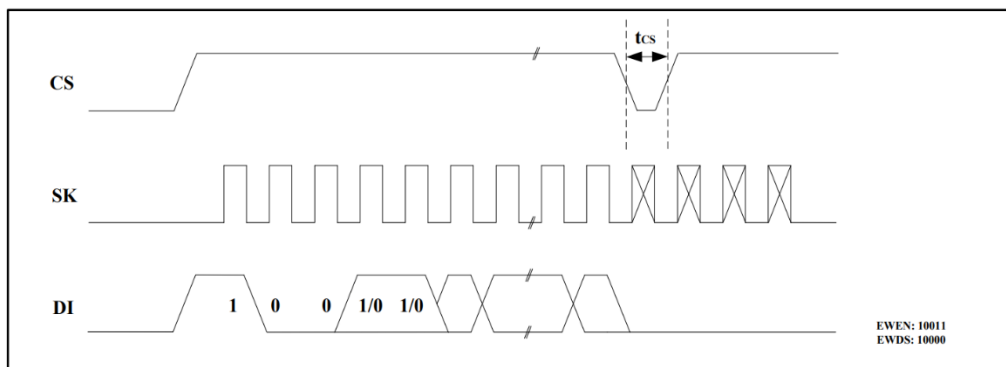 tCS
CS
SK
DI
1 0 0 1/0 1/0
EWEN: 10011
EWDS: 10000